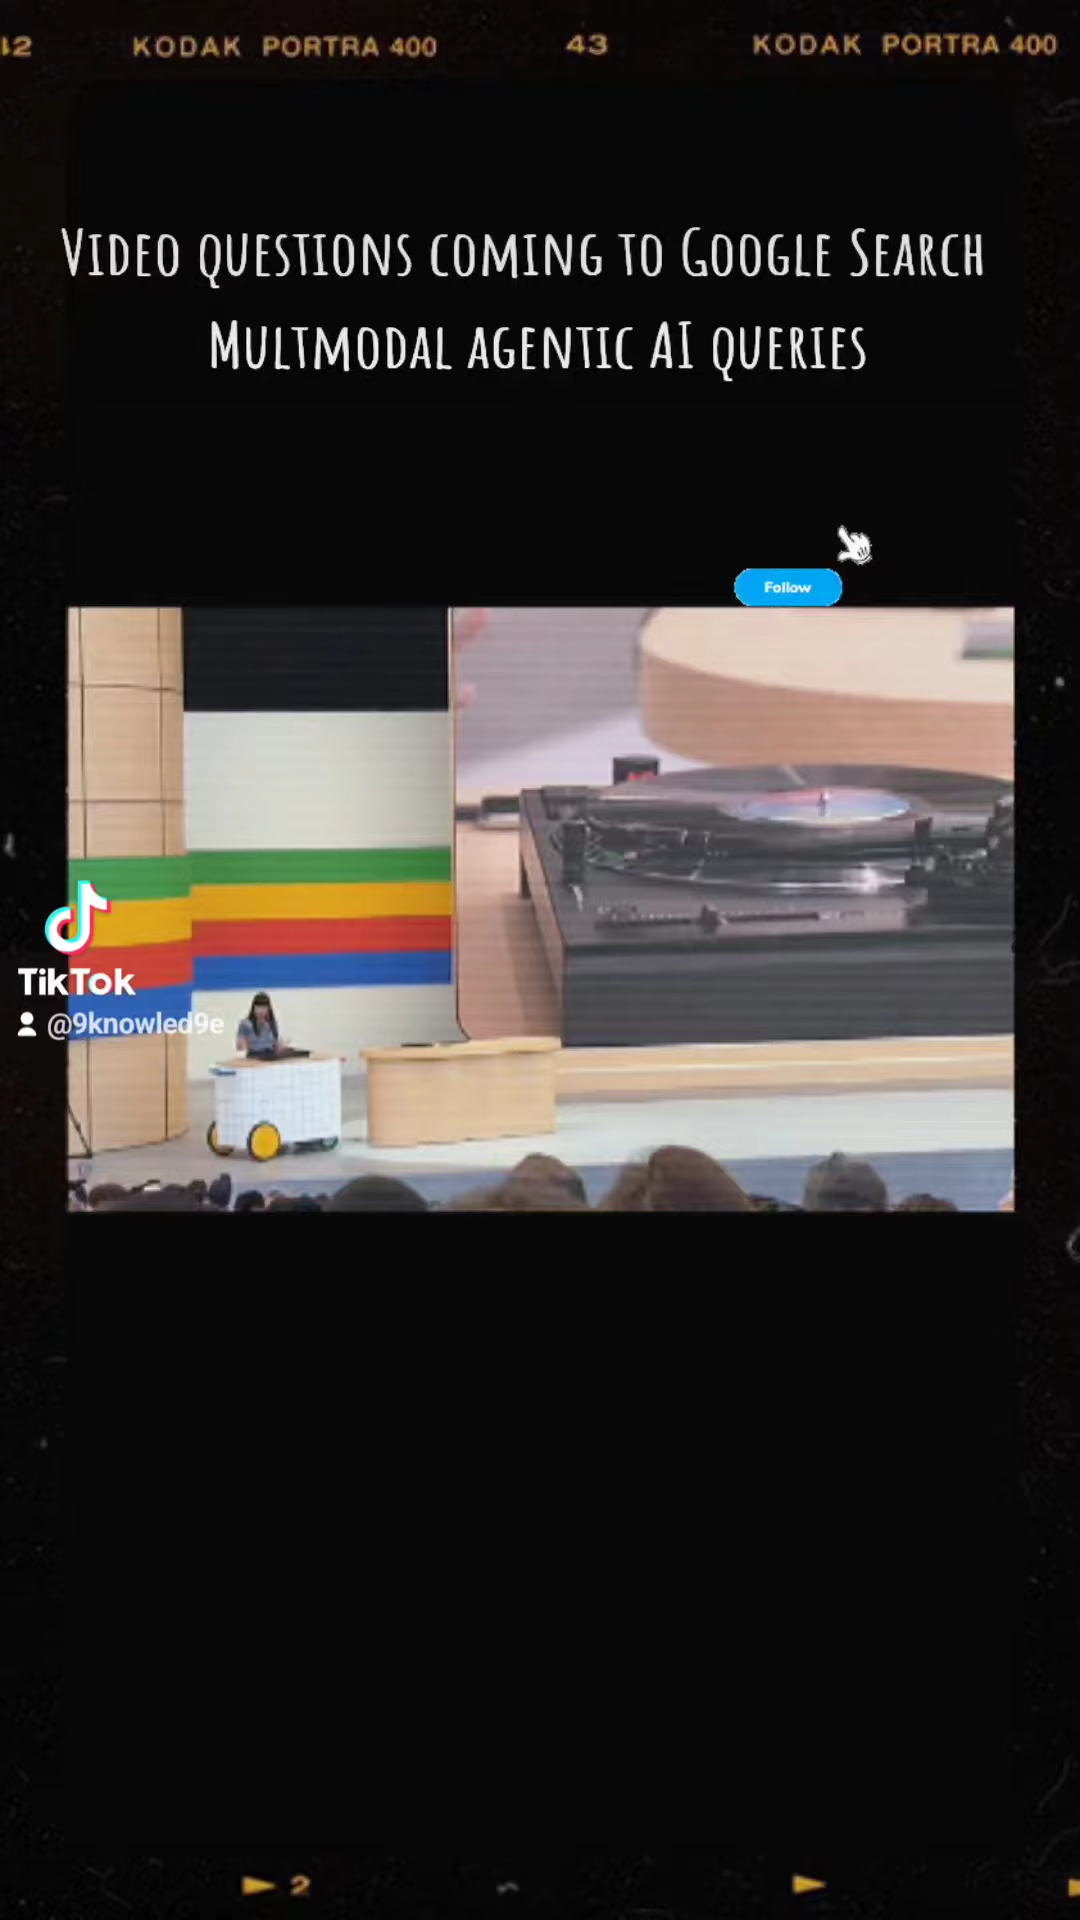 12 KODAK PORTRA 400 43 KODAK PORTRA 400
Video questions coming to Google Search
Multmodal agentic AI queries
Follow
TikTok
@9knowled9e
2